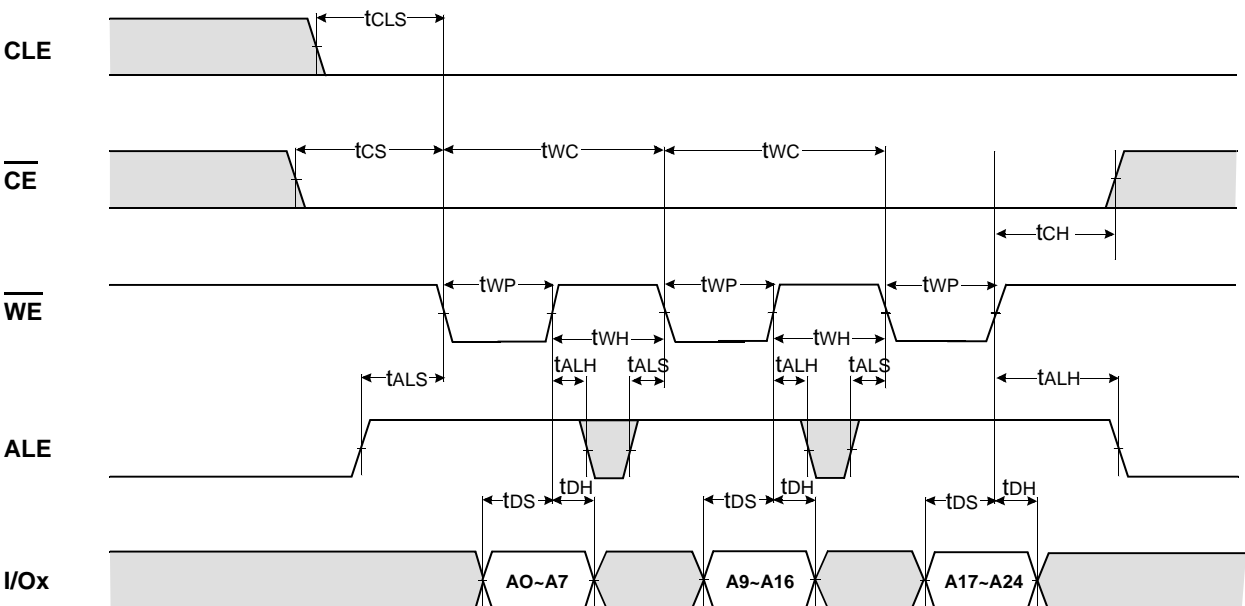 tCLS
CLE
tCS tWC tWC
CE
tCH
tWP tWP tWP
WE
tWH tWH
tALH tALS tALH tALS
tALS tALH
ALE
tDS tDH tDS tDH tDS tDH
I/Ox AO~A7 A9~A16 A17~A24